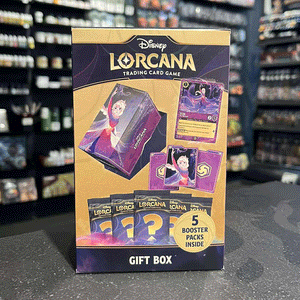 Disney
LORCANA
TRADING CARD GAME
LORCANA
LORCANA
LORCANA
LORCANA
5
BOOSTER
PACKS
INSIDE
GIFT BOX